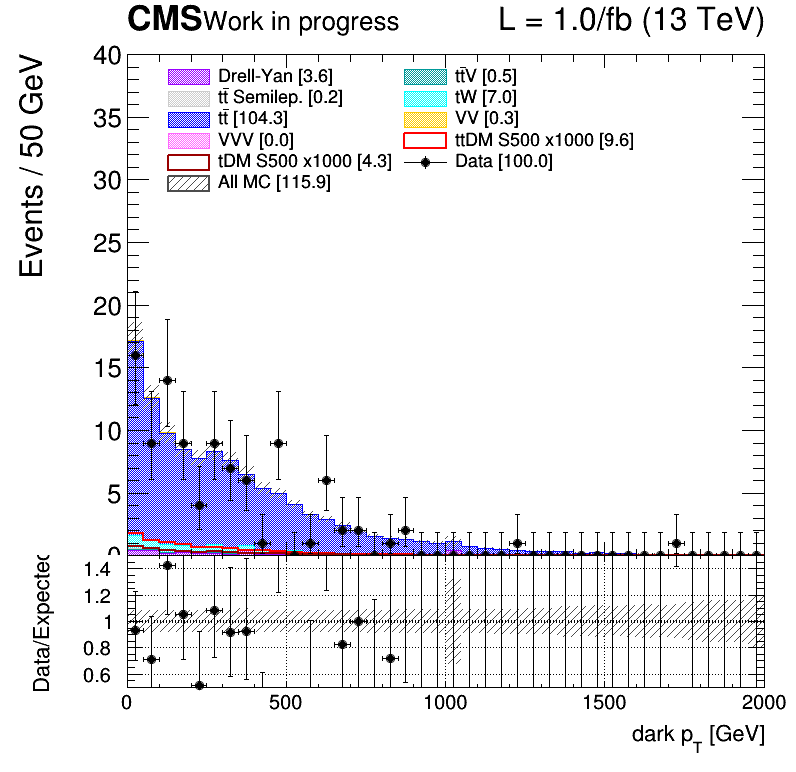 CMS Work in progress L = 1.0/fb (13 TeV)
Events / 50 GeV
40
35
30
25
20
15
10
5
0
Drell-Yan [3.6]
tt̄V [0.5]
tt̄ Semilep. [0.2]
tW [7.0]
tt̄ [104.3]
VV [0.3]
VVV [0.0]
ttDM S500 x1000 [9.6]
tDM S500 x1000 [4.3]
Data [100.0]
All MC [115.9]
Data/Expected
1.4
1.2
1
0.8
0.6
0 500 1000 1500 2000
dark p_T [GeV]